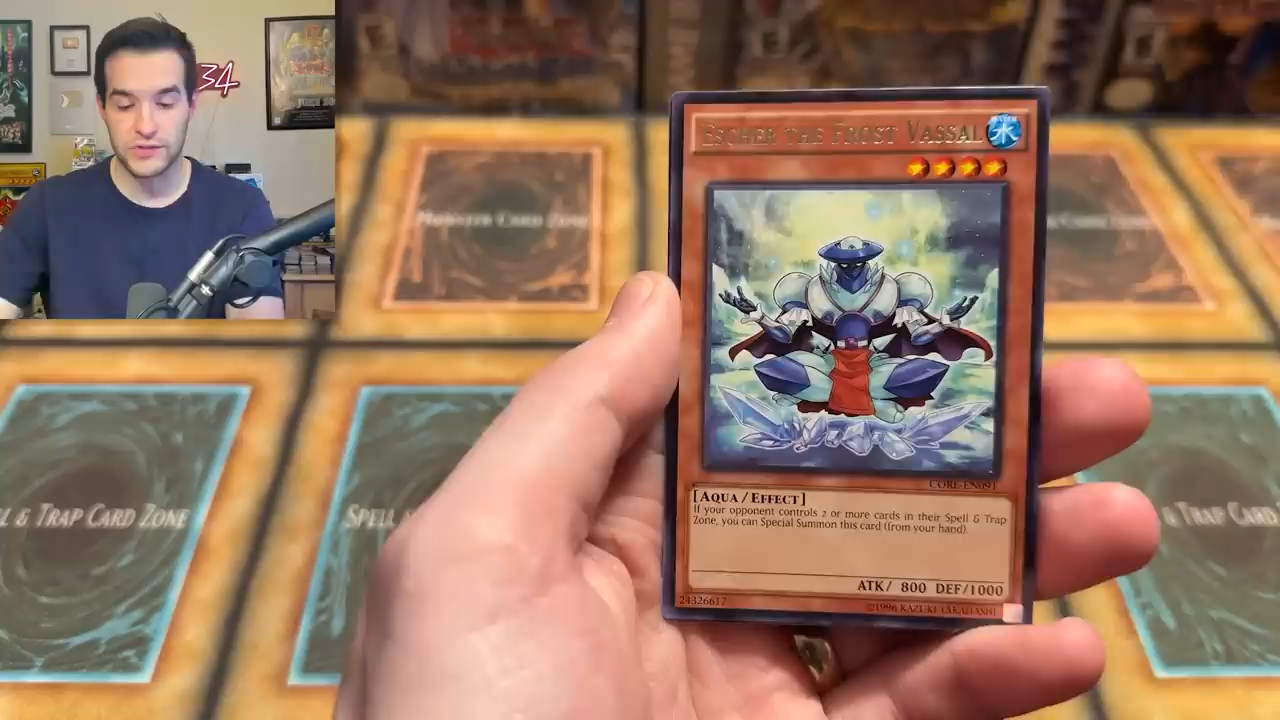 34
MONSTER CARD ZONE
ESCHER THE FROST VASSAL
WATER
水
CORE-EN091
[AQUA / EFFECT]
If your opponent controls 2 or more cards in their Spell & Trap
Zone, you can Special Summon this card (from your hand).
ATK/ 800 DEF/1000
24326617
©1996 KAZUKI TAKAHASHI
L & TRAP CARD ZONE
SPELL
& TRAP CARD